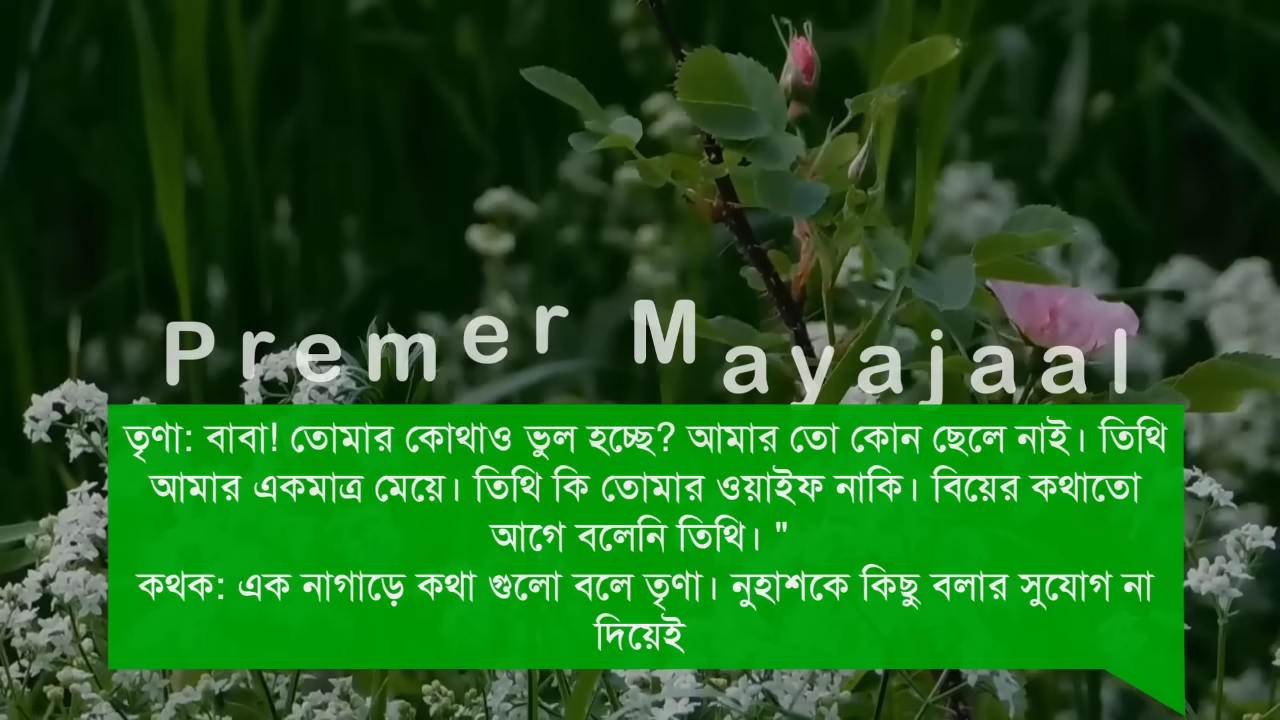 Premer Mayajaal
তৃণা: বাবা! তোমার কোথাও ভুল হচ্ছে? আমার তো কোন ছেলে নাই। তিথি
আমার একমাত্র মেয়ে। তিথি কি তোমার ওয়াইফ নাকি। বিয়ের কথাতো
আগে বলেনি তিথি। "
কথক: এক নাগাড়ে কথা গুলো বলে তৃণা। নুহাশকে কিছু বলার সুযোগ না
দিয়েই